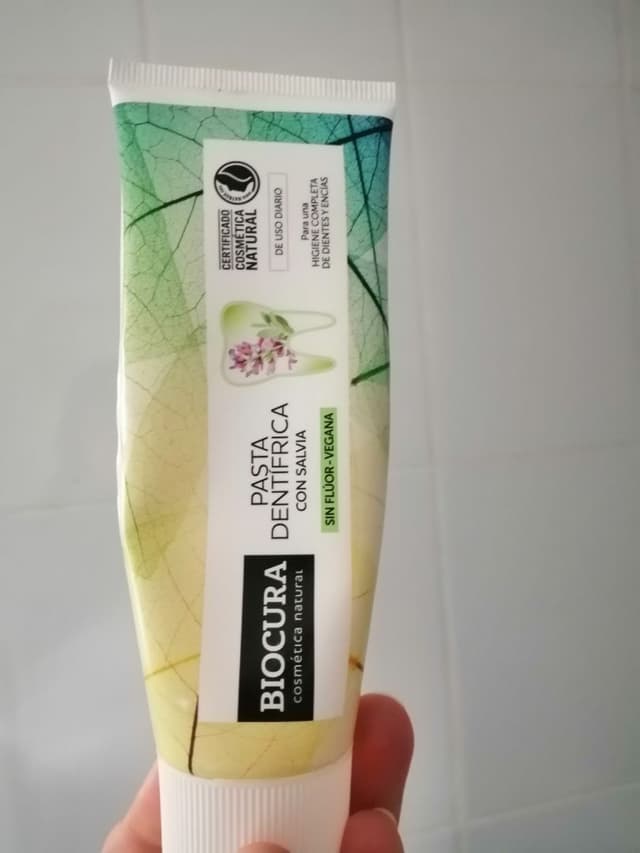 BIOCURA
cosmética natural
PASTA
DENTÍFRICA
CON SALVIA
SIN FLÚOR - VEGANA
CERTIFICADO
COSMÉTICA
NATURAL
DE USO DIARIO
Para una
HIGIENE COMPLETA
DE DIENTES Y ENCÍAS